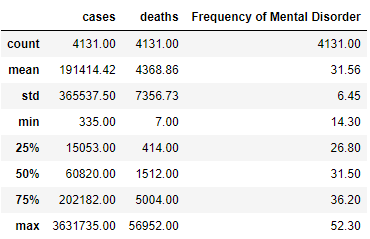 cases deaths Frequency of Mental Disorder
count 4131.00 4131.00 4131.00
mean 191414.42 4368.86 31.56
std 365537.50 7356.73 6.45
min 335.00 7.00 14.30
25% 15053.00 414.00 26.80
50% 60820.00 1512.00 31.50
75% 202182.00 5004.00 36.20
max 3631735.00 56952.00 52.30